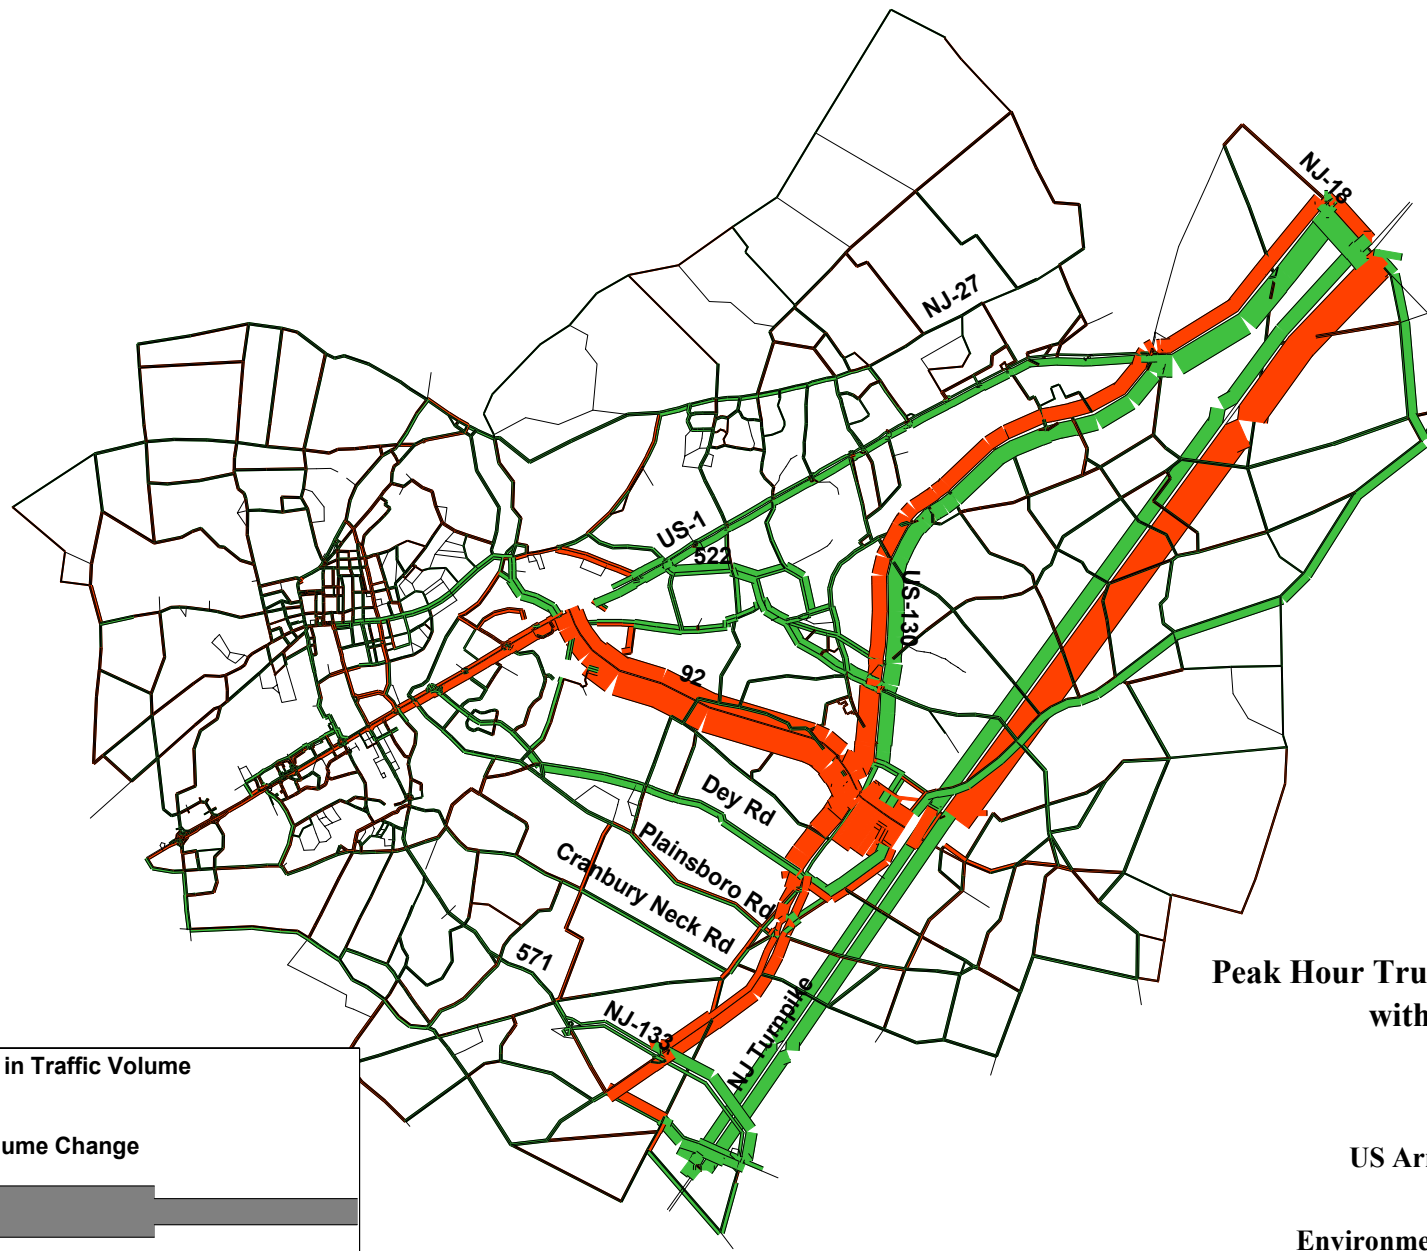 NJ-18
NJ-27
US-1
522
US-130
92
Dey Rd
Plainsboro Rd
Cranbury Neck Rd
571
NJ-133
NJ Turnpike
Peak Hour Tru
with
in Traffic Volume
ume Change
US Ar
Environme